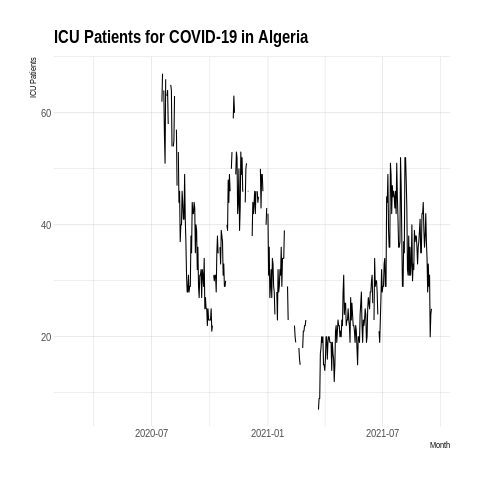 ICU Patients for COVID-19 in Algeria
ICU Patients
60
40
20
2020-07
2021-01
2021-07
Month